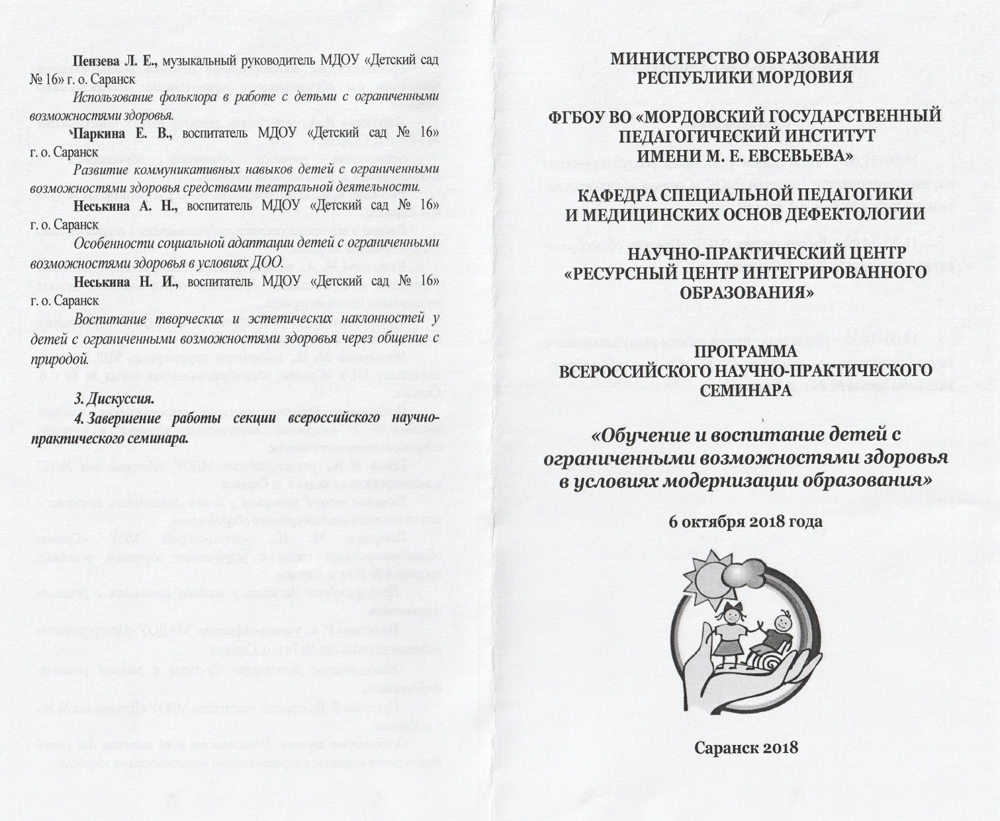 Пензева Л. Е., музыкальный руководитель МДОУ «Детский сад
№ 16» г. о. Саранск
Использование фольклора в работе с детьми с ограниченными
возможностями здоровья.
Паркина Е. В., воспитатель МДОУ «Детский сад № 16»
г. о. Саранск
Развитие коммуникативных навыков детей с ограниченными
возможностями здоровья средствами театральной деятельности.
Неськина А. Н., воспитатель МДОУ «Детский сад № 16»
г. о. Саранск
Особенности социальной адаптации детей с ограниченными
возможностями здоровья в условиях ДОО.
Неськина Н. И., воспитатель МДОУ «Детский сад № 16»
г. о. Саранск
Воспитание творческих и эстетических наклонностей у
детей с ограниченными возможностями здоровья через общение с
природой.
3. Дискуссия.
4. Завершение работы секции всероссийского научно-
практического семинара.
МИНИСТЕРСТВО ОБРАЗОВАНИЯ
РЕСПУБЛИКИ МОРДОВИЯ
ФГБОУ ВО «МОРДОВСКИЙ ГОСУДАРСТВЕННЫЙ
ПЕДАГОГИЧЕСКИЙ ИНСТИТУТ
ИМЕНИ М. Е. ЕВСЕВЬЕВА»
КАФЕДРА СПЕЦИАЛЬНОЙ ПЕДАГОГИКИ
И МЕДИЦИНСКИХ ОСНОВ ДЕФЕКТОЛОГИИ
НАУЧНО-ПРАКТИЧЕСКИЙ ЦЕНТР
«РЕСУРСНЫЙ ЦЕНТР ИНТЕГРИРОВАННОГО
ОБРАЗОВАНИЯ»
ПРОГРАММА
ВСЕРОССИЙСКОГО НАУЧНО-ПРАКТИЧЕСКОГО
СЕМИНАРА
«Обучение и воспитание детей с
ограниченными возможностями здоровья
в условиях модернизации образования»
6 октября 2018 года
Саранск 2018